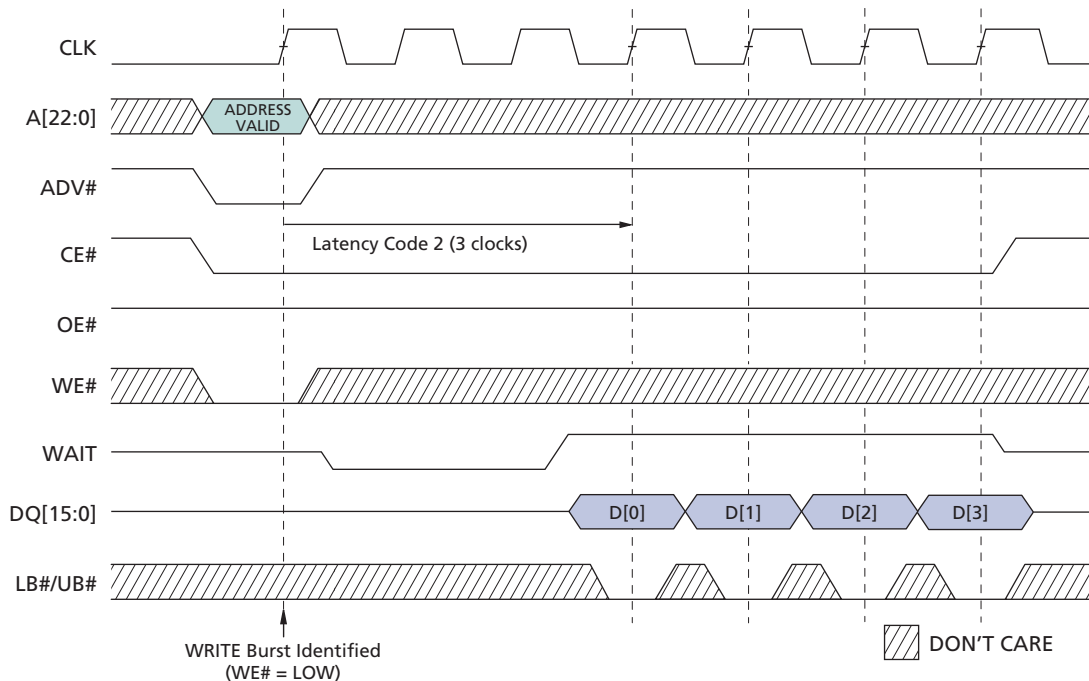 CLK
A[22:0]
ADDRESS
VALID
ADV#
Latency Code 2 (3 clocks)
CE#
OE#
WE#
WAIT
DQ[15:0]
D[0]
D[1]
D[2]
D[3]
LB#/UB#
WRITE Burst Identified
(WE# = LOW)
DON'T CARE